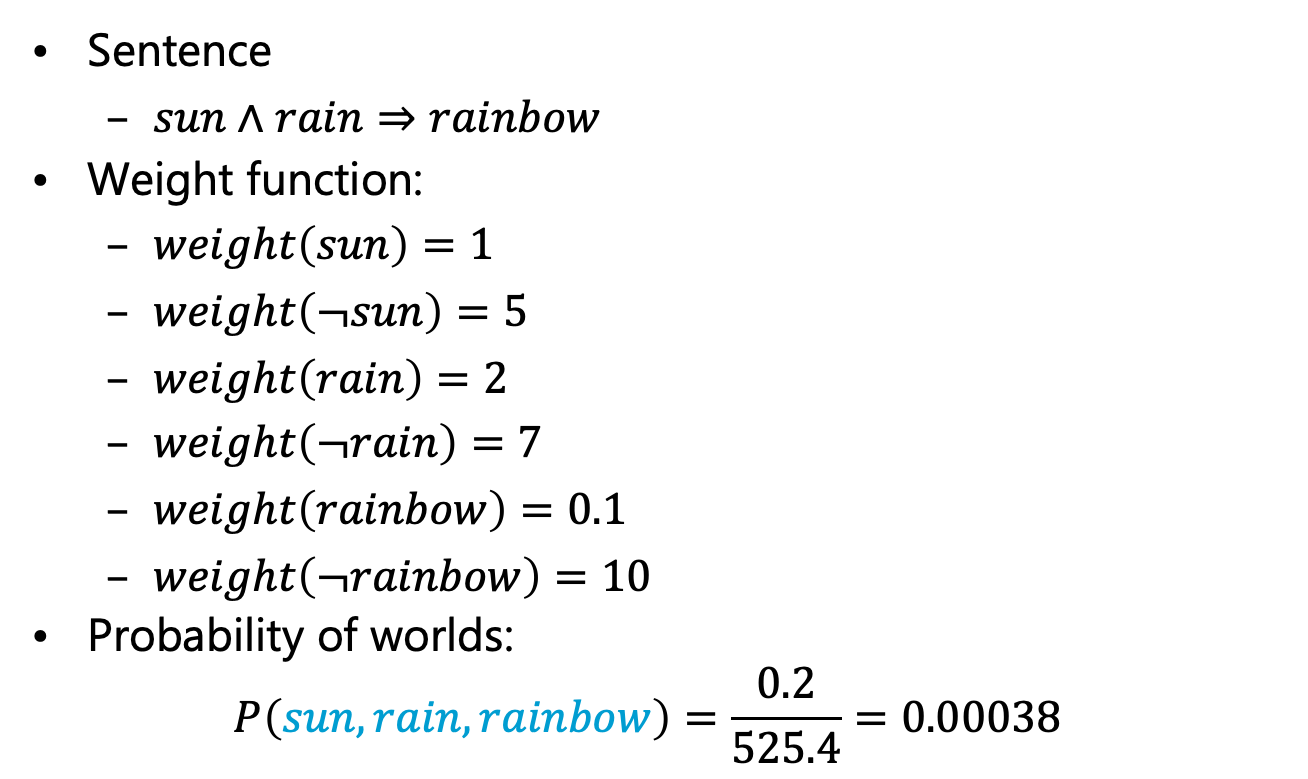 • Sentence
– sun ∧ rain ⇒ rainbow
• Weight function:
– weight(sun) = 1
– weight(¬sun) = 5
– weight(rain) = 2
– weight(¬rain) = 7
– weight(rainbow) = 0.1
– weight(¬rainbow) = 10
• Probability of worlds:
P(sun, rain, rainbow) = 0.2/525.4 = 0.00038